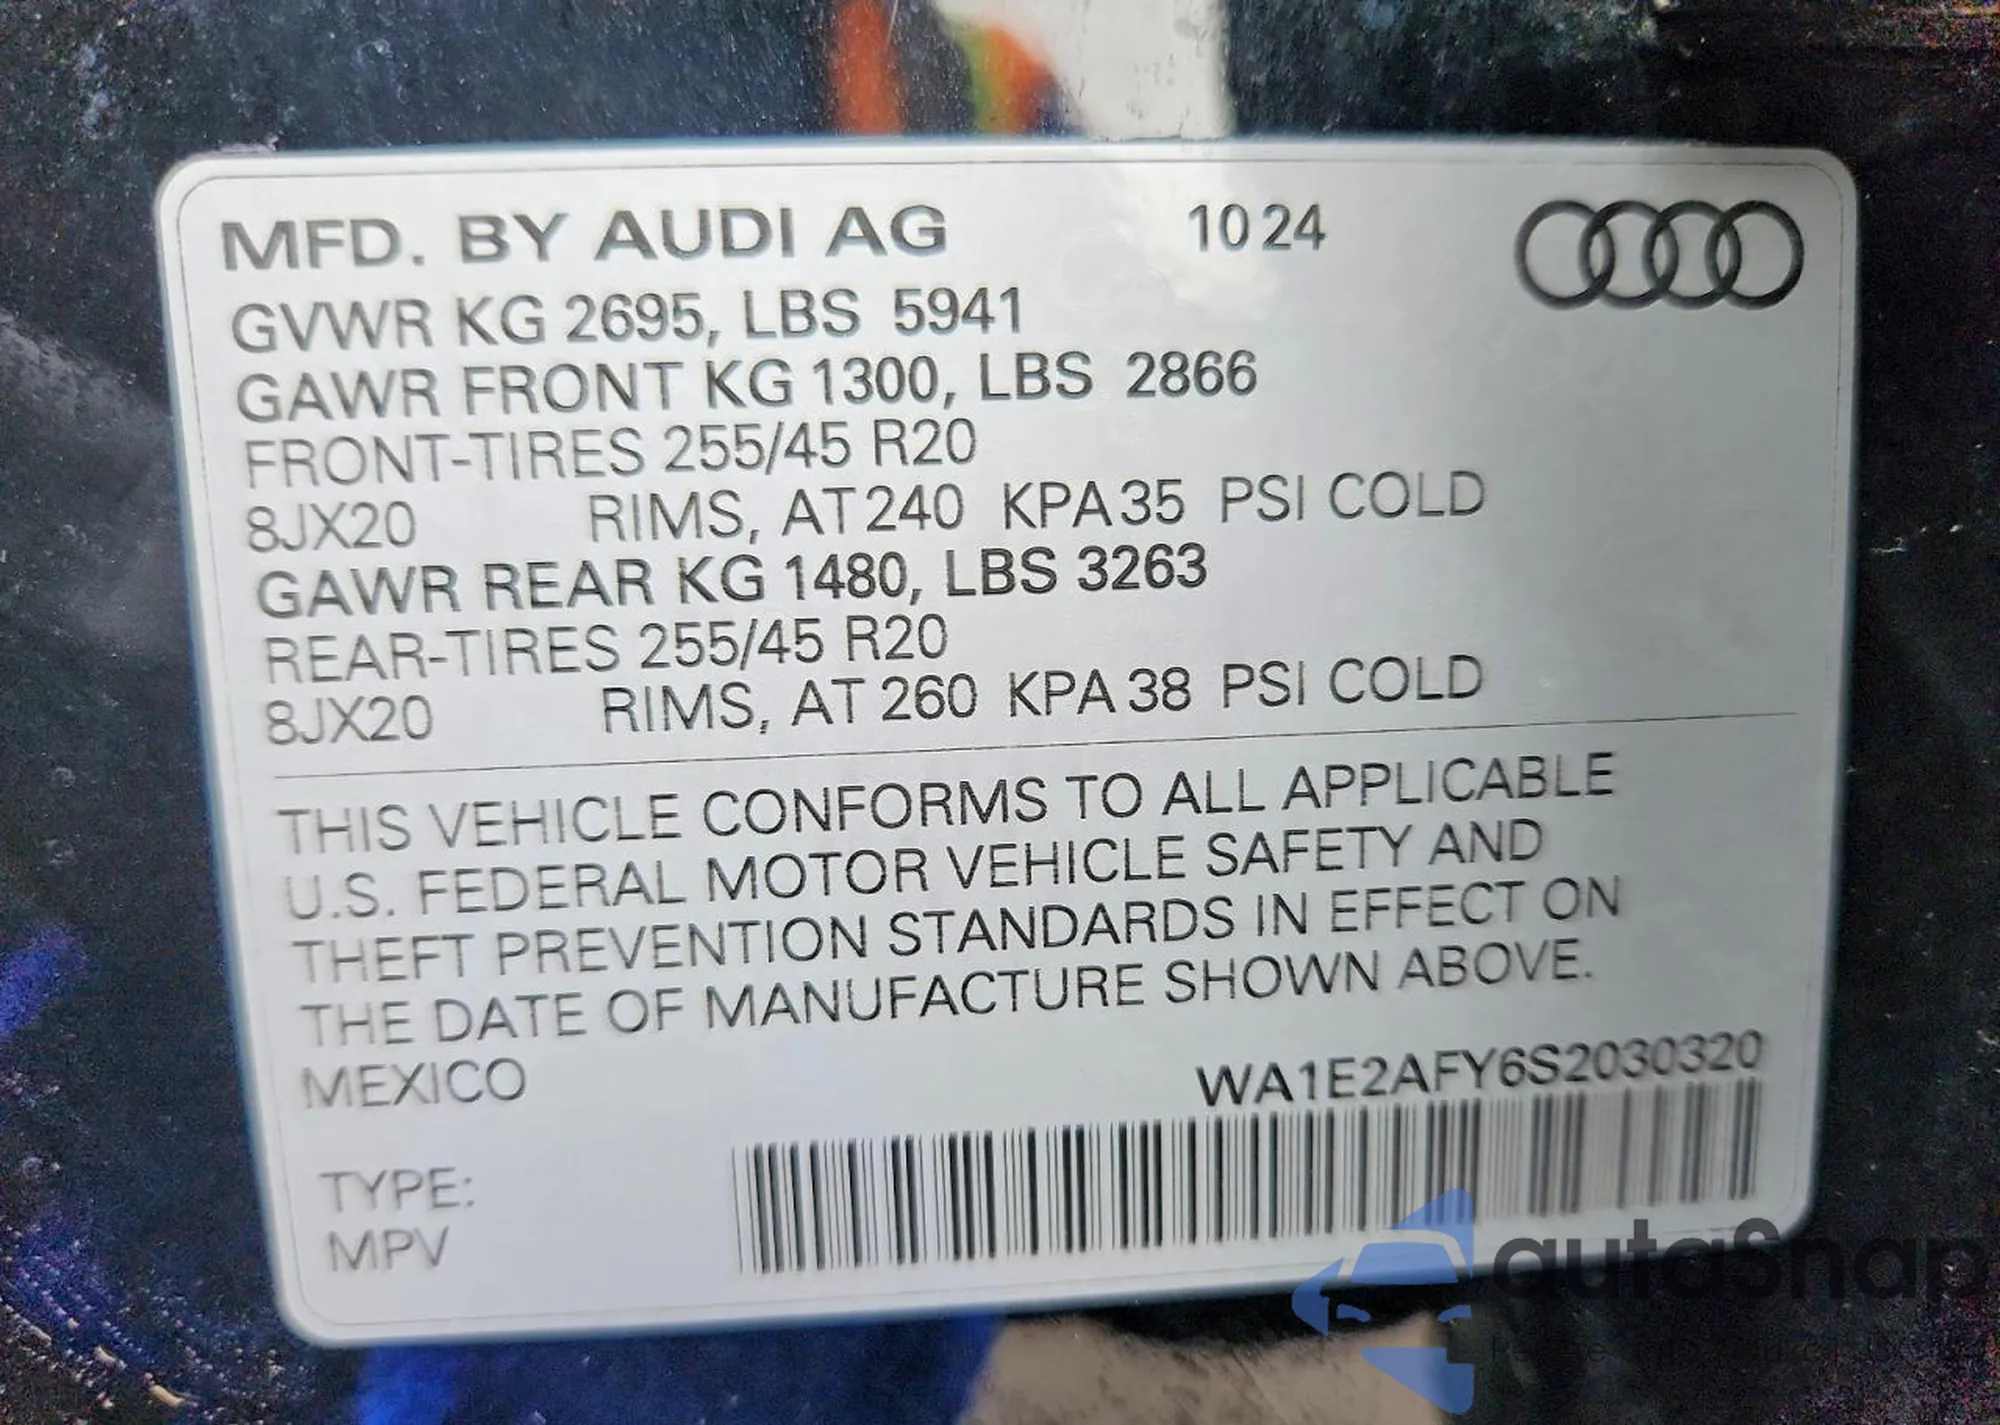 MFD. BY AUDI AG 10 24
GVWR KG 2695, LBS 5941
GAWR FRONT KG 1300, LBS 2866
FRONT-TIRES 255/45 R20
8JX20 RIMS, AT 240 KPA 35 PSI COLD
GAWR REAR KG 1480, LBS 3263
REAR-TIRES 255/45 R20
8JX20 RIMS, AT 260 KPA 38 PSI COLD
THIS VEHICLE CONFORMS TO ALL APPLICABLE
U.S. FEDERAL MOTOR VEHICLE SAFETY AND
THEFT PREVENTION STANDARDS IN EFFECT ON
THE DATE OF MANUFACTURE SHOWN ABOVE.
MEXICO WA1E2AFY6S2030320
TYPE:
MPV
autaSnap